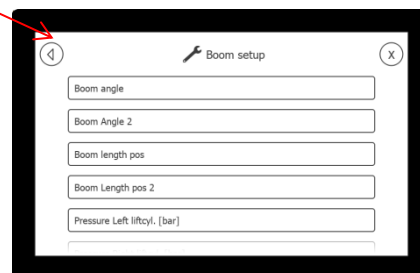 Boom setup
X
Boom angle
Boom Angle 2
Boom length pos
Boom Length pos 2
Pressure Left liftcyl. [bar]